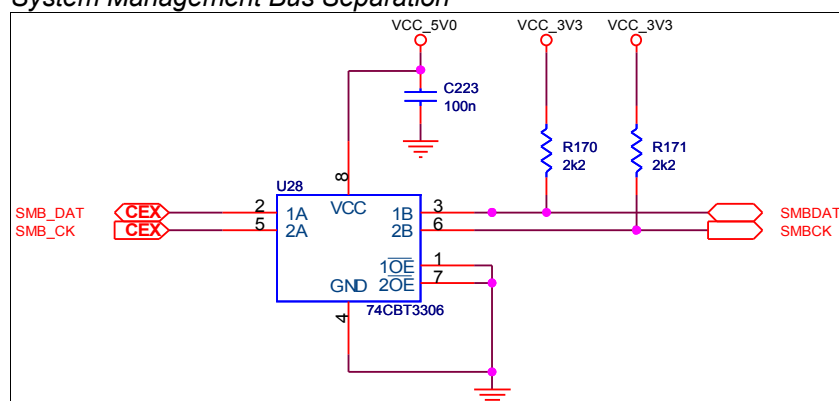 System Management Bus Separation
VCC_5V0
VCC_3V3
VCC_3V3
C223
100n
R170
2k2
R171
2k2
U28
8
VCC
SMB_DAT
CEX
2
1A
1B
3
SMBDAT
SMB_CK
CEX
5
2A
2B
6
SMBCK
1OE
1
GND
2OE
7
74CBT3306
4